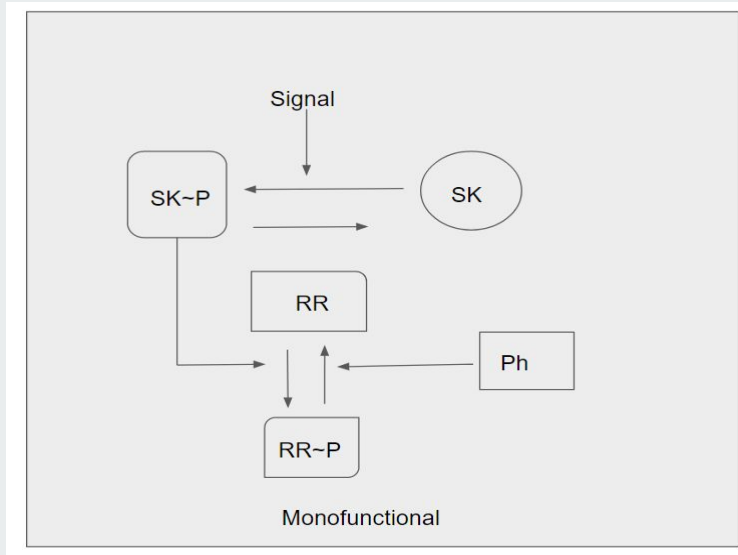 Signal
SK~P
SK
RR
Ph
RR~P
Monofunctional